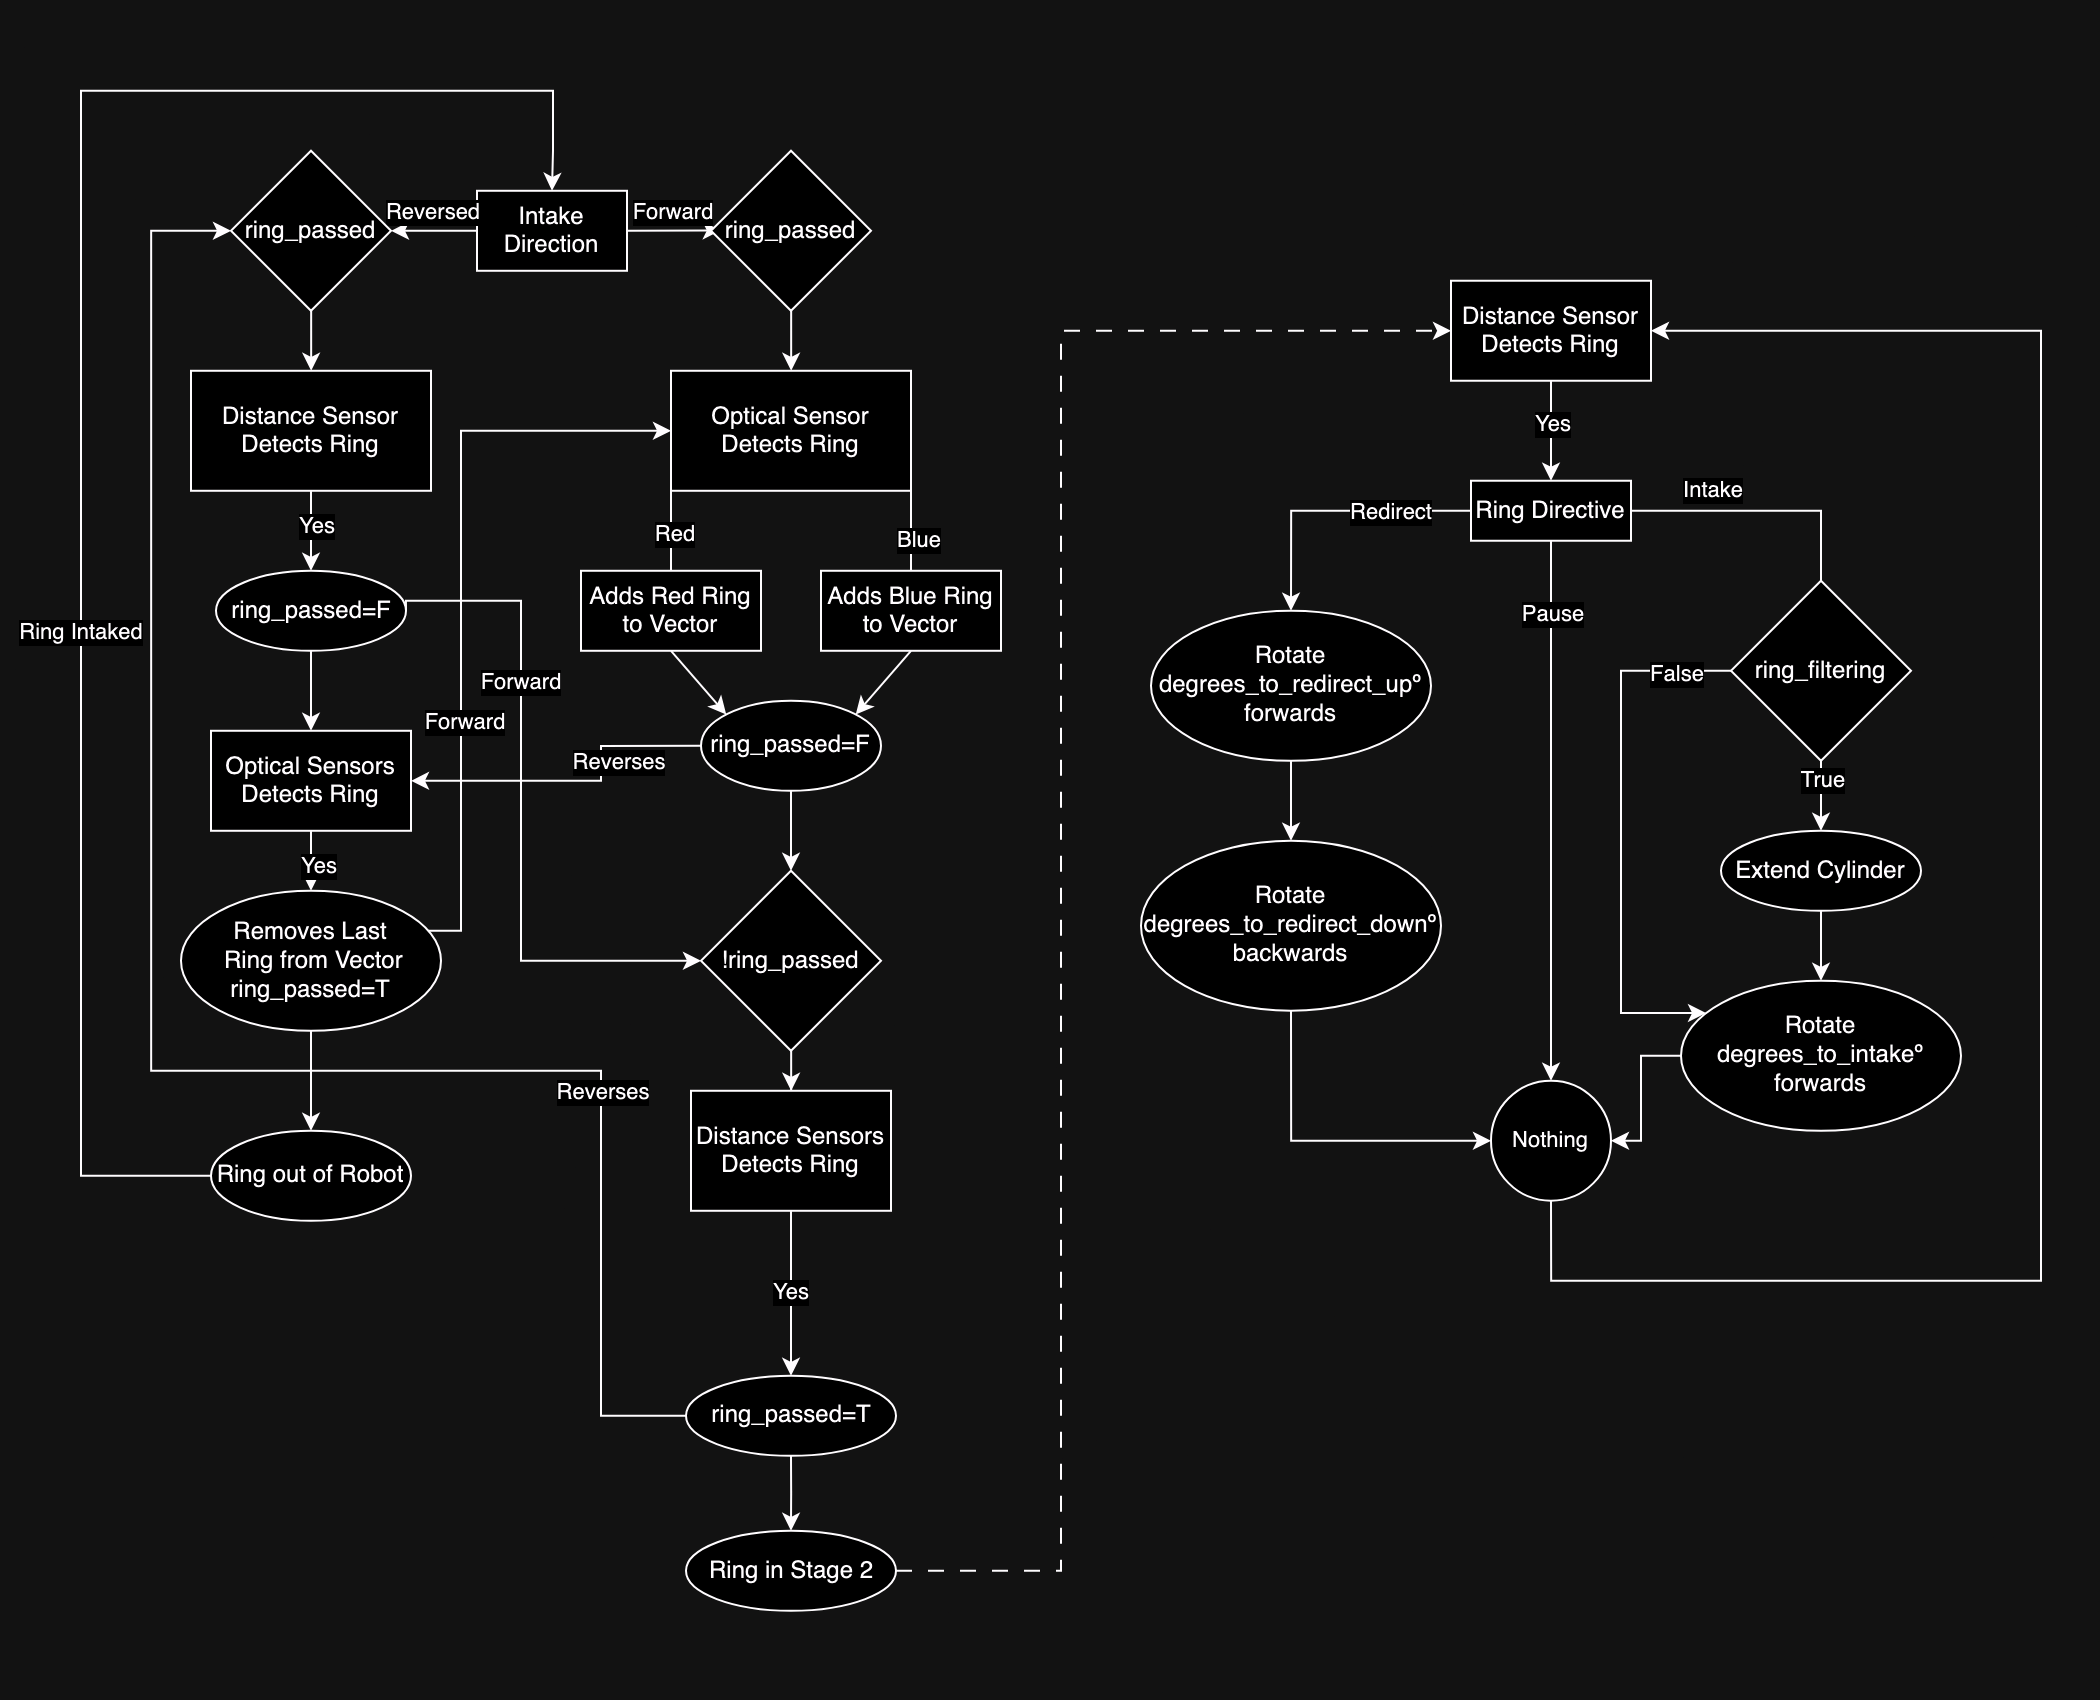 ring_passed
Reversed
Intake
Direction
Forward
ring_passed
Distance Sensor
Detects Ring
Optical Sensor
Detects Ring
Yes
Red
Blue
ring_passed=F
Adds Red Ring
to Vector
Adds Blue Ring
to Vector
Ring Intaked
Forward
Forward
ring_passed=F
Reverses
Optical Sensors
Detects Ring
Yes
Removes Last
Ring from Vector
ring_passed=T
!ring_passed
Reverses
Distance Sensors
Detects Ring
Ring out of Robot
Yes
ring_passed=T
Ring in Stage 2
Distance Sensor
Detects Ring
Yes
Intake
Redirect
Ring Directive
Pause
Rotate
degrees_to_redirect_up°
forwards
False
ring_filtering
True
Rotate
degrees_to_redirect_down°
backwards
Extend Cylinder
Rotate
degrees_to_intake°
forwards
Nothing